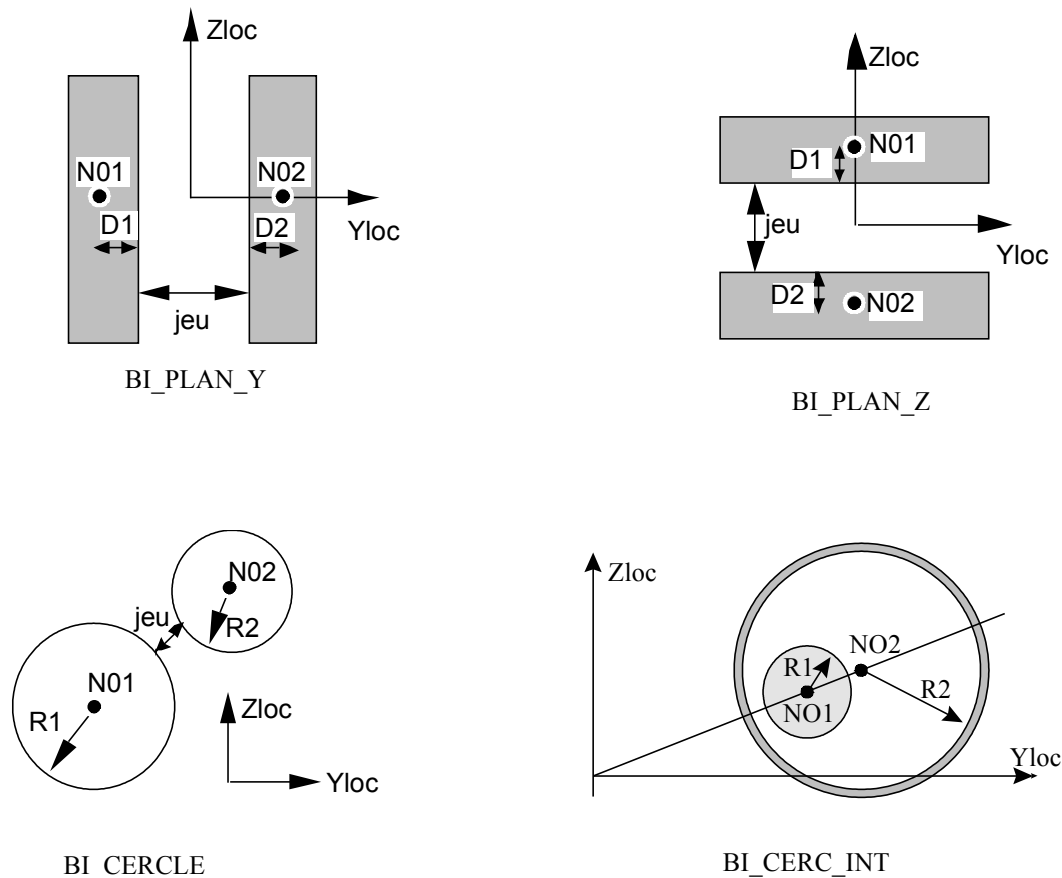 Zloc
N01
N02
D1
D2
Yloc
jeu
BI_PLAN_Y
Zloc
N01
D1
jeu
Yloc
D2
N02
BI_PLAN_Z
N02
jeu
R2
N01
R1
Zloc
Yloc
BI_CERCLE
Zloc
NO2
R1
R2
NO1
Yloc
BI_CERC_INT